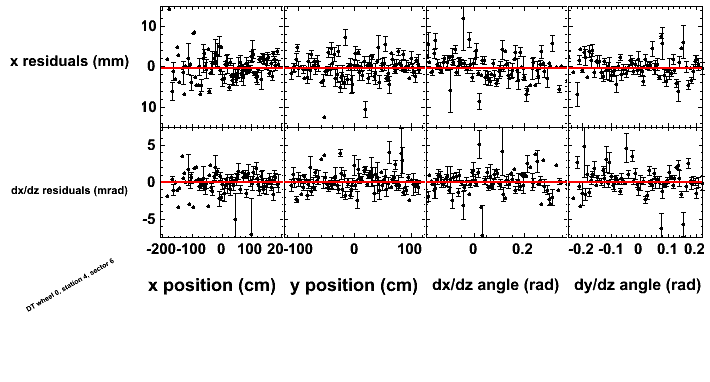 10
x residuals (mm)
0
10
5
dx/dz residuals (mrad)
0
-5
-200 -100 0 100 20 -100 0 100 -0.2 0 0.2 -0.2 -0.1 0 0.1 0.2
x position (cm) y position (cm) dx/dz angle (rad) dy/dz angle (rad)
DT wheel 0, station 4, sector 6